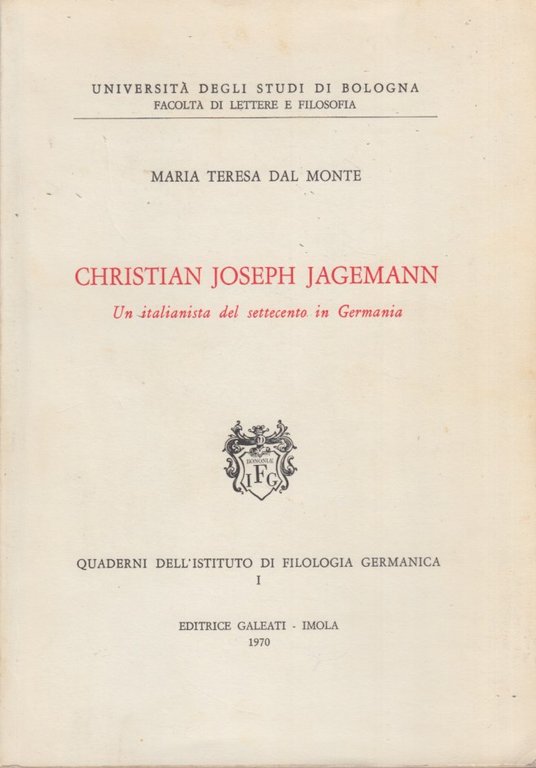 UNIVERSITÀ DEGLI STUDI DI BOLOGNA
FACOLTÀ DI LETTERE E FILOSOFIA
MARIA TERESA DAL MONTE
CHRISTIAN JOSEPH JAGEMANN
Un italianista del settecento in Germania
BONONIÆ
IFG
QUADERNI DELL'ISTITUTO DI FILOLOGIA GERMANICA
I
EDITRICE GALEATI - IMOLA
1970